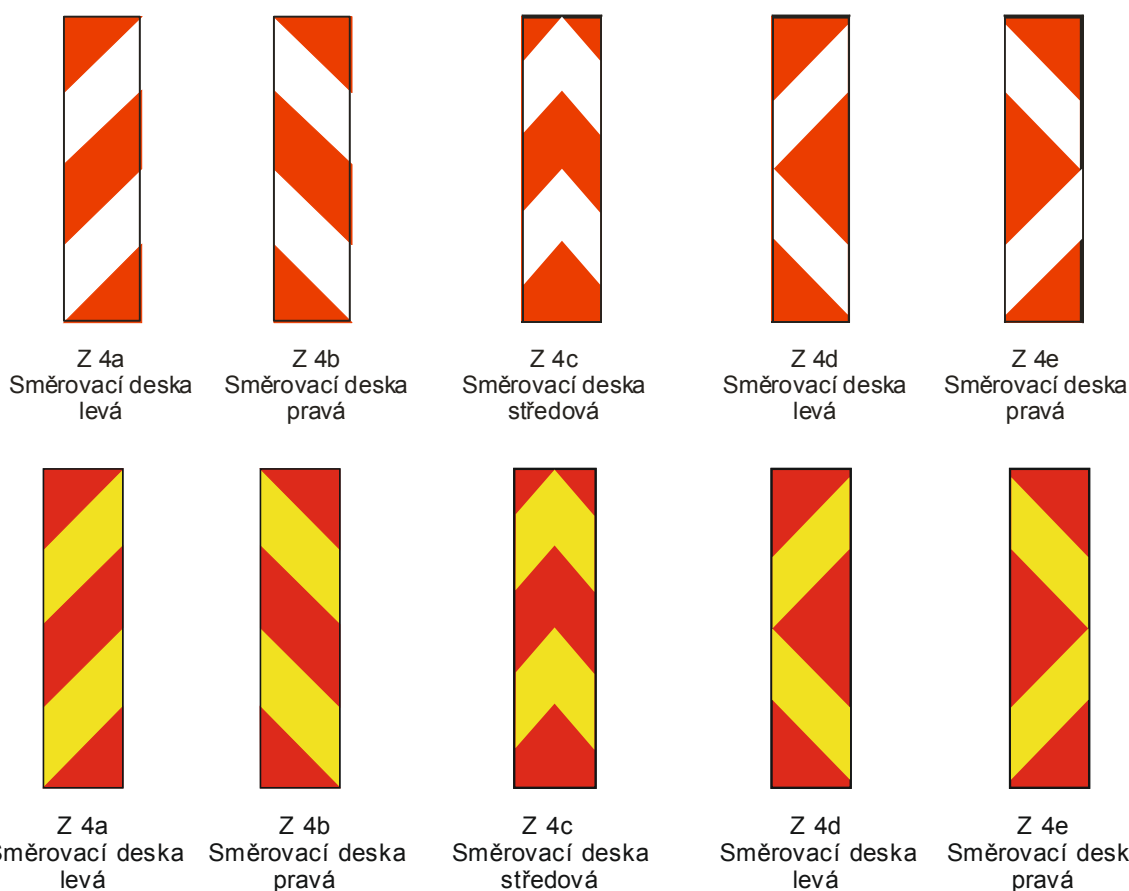 Z 4a
Směrovací deska
levá
Z 4b
Směrovací deska
pravá
Z 4c
Směrovací deska
středová
Z 4d
Směrovací deska
levá
Z 4e
Směrovací deska
pravá
Z 4a
Směrovací deska
levá
Z 4b
Směrovací deska
pravá
Z 4c
Směrovací deska
středová
Z 4d
Směrovací deska
levá
Z 4e
Směrovací desk
pravá